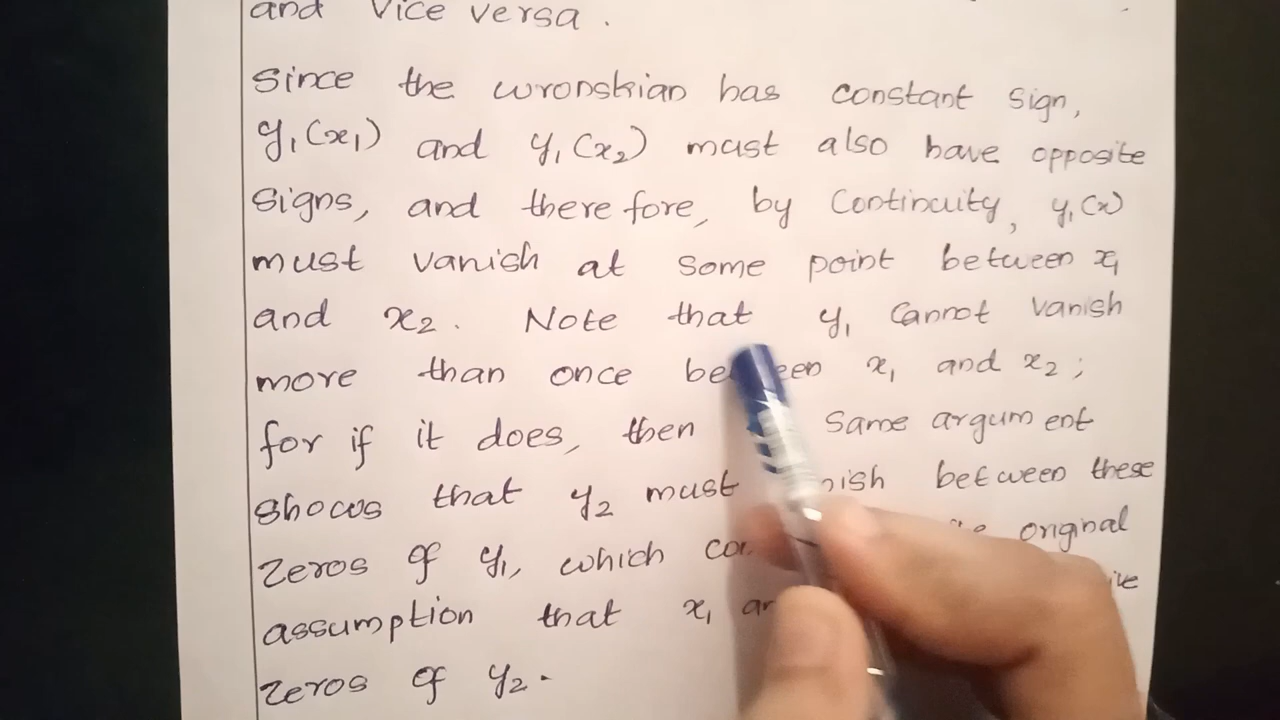 and vice versa.
Since the wronskian has constant sign,
y₁(x₁) and y₁(x₂) must also have opposite
signs, and therefore, by continuity, y₁(x)
must vanish at some point between x₁
and x₂. Note that y₁ cannot vanish
more than once between x₁ and x₂;
for if it does, then same argument
shows that y₂ must between these
zeros of y₁, which original
assumption that x₁
zeros of y₂.